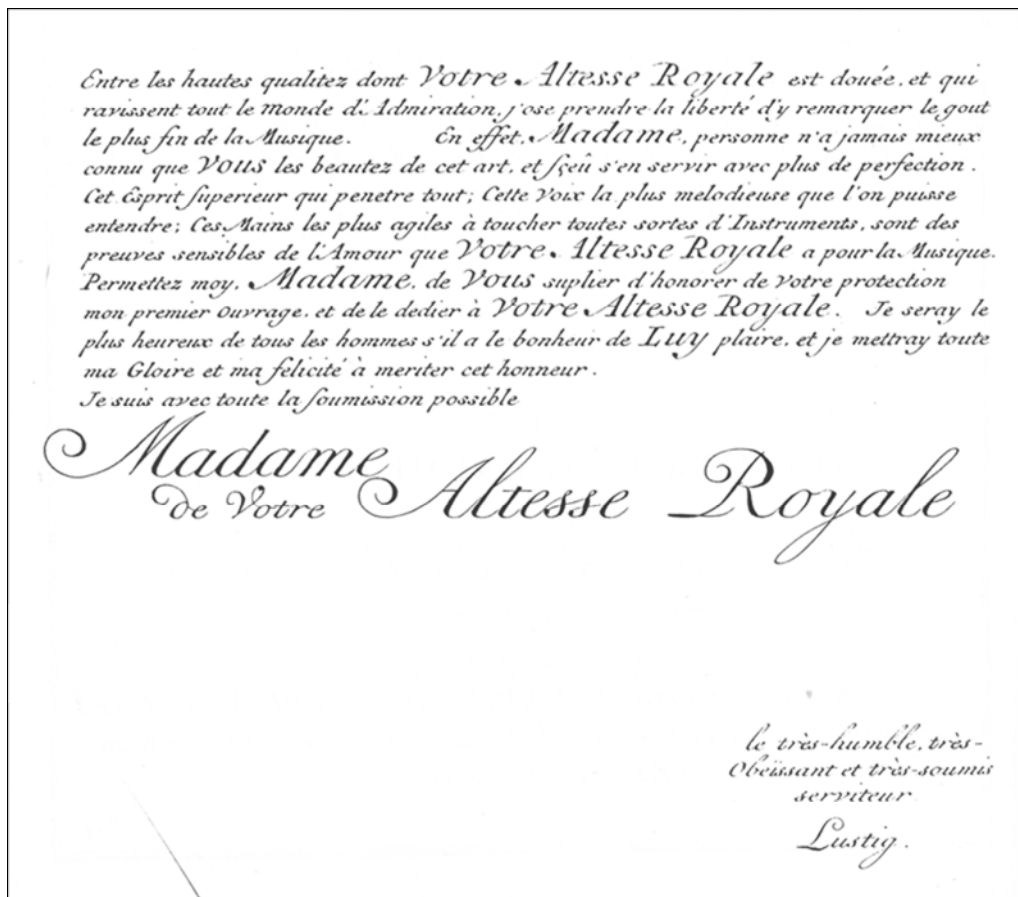 Entre les hautes qualitez dont Votre Altesse Royale est douée, et qui
ravissent tout le Monde d'Admiration, j'ose prendre la liberté d'y remarquer le gout
le plus fin de la Musique. En effét, Madame, personne n'a jamais mieux
connu que VOUS les beautez de cet art, et sçeû s'en servir avec plus de perfection.
Cet Esprit superieur qui penetre tout; Cette Voix la plus melodieuse que l'on puisse
entendre; Ces Mains les plus agiles à toucher toutes sortes d'Instruments, sont des
preuves sensibles de l'Amour que Votre Altesse Royale a pour la Musique.
Permettez moy, Madame, de VOUS suplier d'honorer de Votre protection
mon premier Ouvrage, et de le dedier à Votre Altesse Royale. Je seray le
plus heureux de tous les hommes s'il a le bonheur de LUY plaire, et je mettray toute
ma Gloire et ma felicité à meriter cet honneur.
Je suis avec toute la soumission possible
Madame
de Votre Altesse Royale
le très-humble, très-
Obeïssant et très-soumis
serviteur
Lustig.